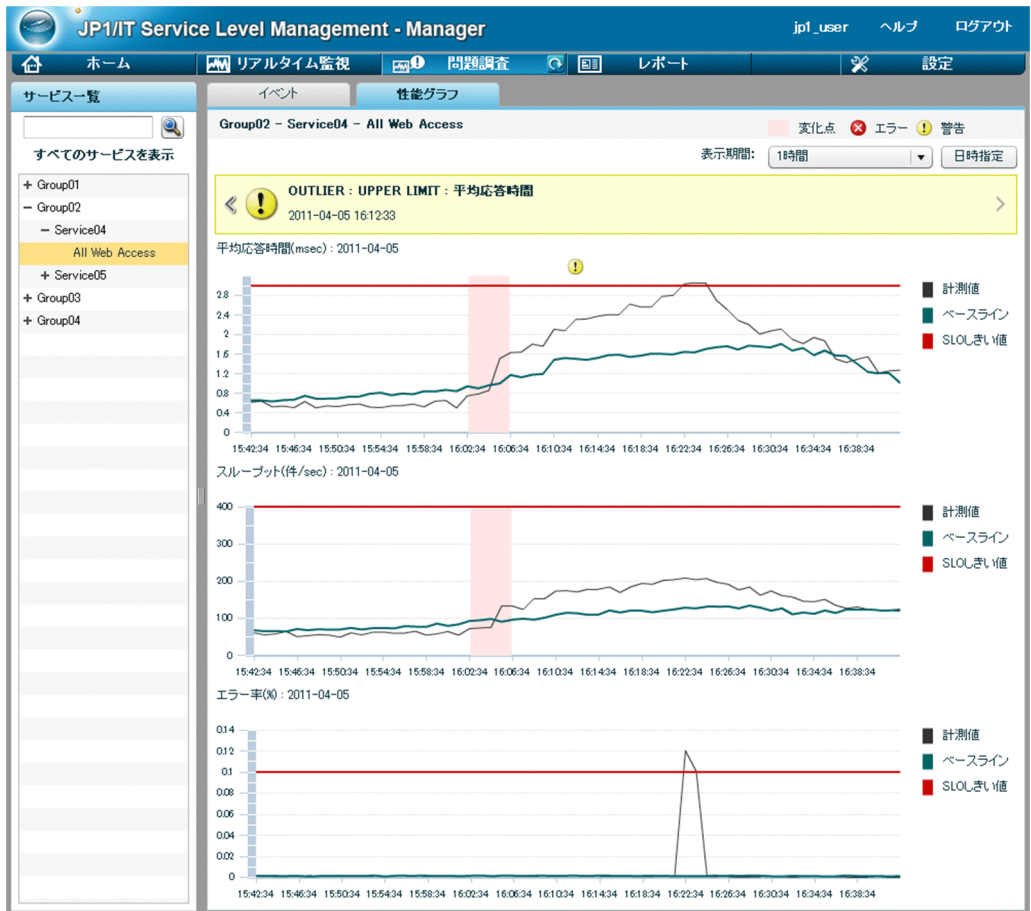 JP1/IT Service Level Management - Manager
jp1_user ヘルプ ログアウト
ホーム リアルタイム監視 問題調査 レポート 設定
サービス一覧
イベント 性能グラフ
すべてのサービスを表示
+ Group01
- Group02
- Service04
All Web Access
+ Service05
+ Group03
+ Group04
Group02 - Service04 - All Web Access
変化点 エラー 警告
表示期間: 1時間 日時指定
OUTLIER : UPPER LIMIT : 平均応答時間
2011-04-05 16:12:33
平均応答時間(msec) : 2011-04-05
2.8
2.4
2
1.6
1.2
0.8
0.4
0
15:42:34 15:46:34 15:50:34 15:54:34 15:58:34 16:02:34 16:06:34 16:10:34 16:14:34 16:18:34 16:22:34 16:26:34 16:30:34 16:34:34 16:38:34
計測値
ベースライン
SLOしきい値
スループット(件/sec) : 2011-04-05
400
300
200
100
0
15:42:34 15:46:34 15:50:34 15:54:34 15:58:34 16:02:34 16:06:34 16:10:34 16:14:34 16:18:34 16:22:34 16:26:34 16:30:34 16:34:34 16:38:34
計測値
ベースライン
SLOしきい値
エラー率(%) : 2011-04-05
0.14
0.12
0.1
0.08
0.06
0.04
0.02
0
15:42:34 15:46:34 15:50:34 15:54:34 15:58:34 16:02:34 16:06:34 16:10:34 16:14:34 16:18:34 16:22:34 16:26:34 16:30:34 16:34:34 16:38:34
計測値
ベースライン
SLOしきい値